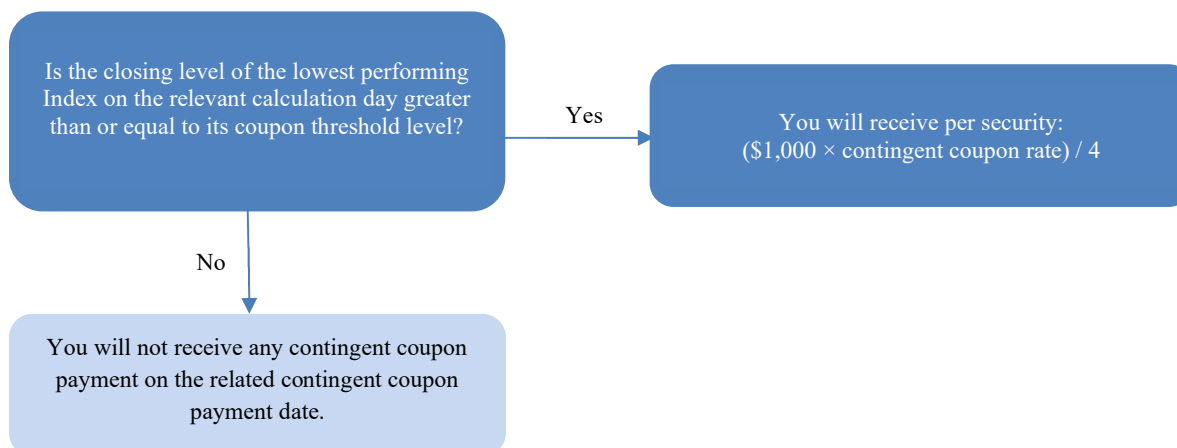 Is the closing level of the lowest performing
Index on the relevant calculation day greater
than or equal to its coupon threshold level?
Yes
You will receive per security:
($1,000 × contingent coupon rate) / 4
No
You will not receive any contingent coupon
payment on the related contingent coupon
payment date.